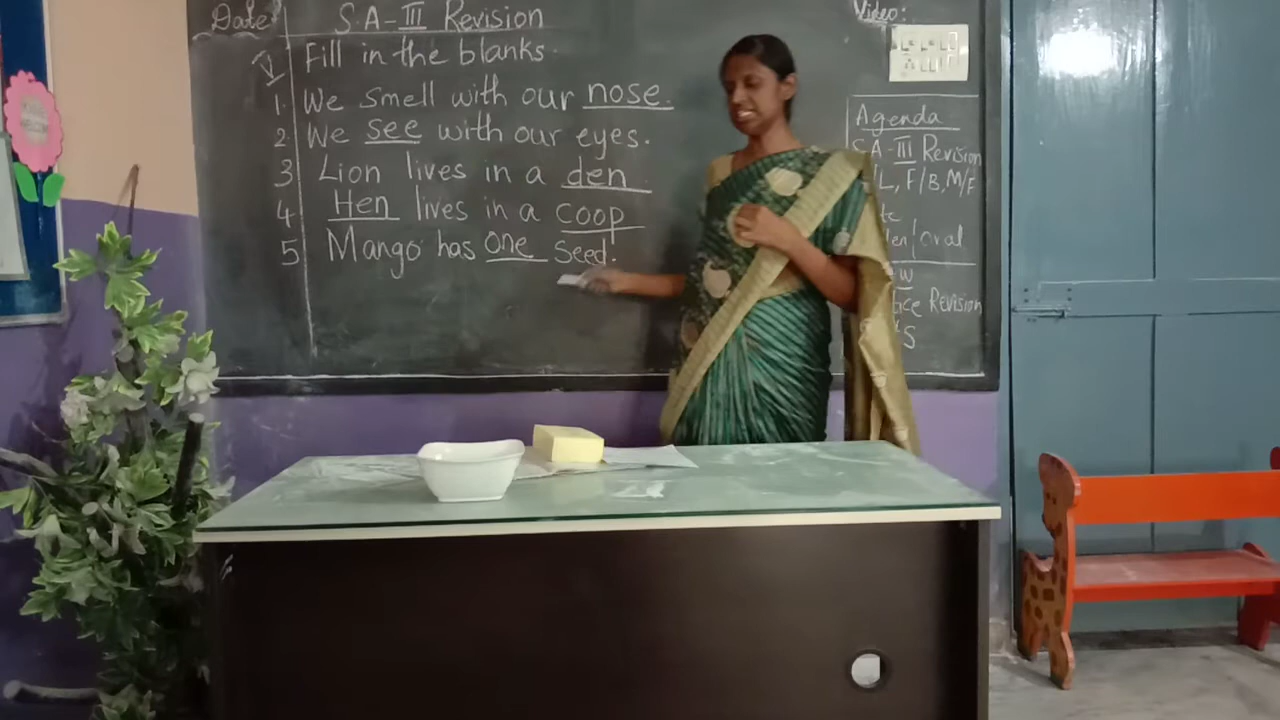 Date
S.A-III Revision
V Fill in the blanks.
1. We smell with our nose.
2. We see with our eyes.
3 Lion lives in a den
4 Hen lives in a coop
5 Mango has one seed.
Video:
Agenda
S.A-III Revision
/L, F/B, M/F
/oral
w
Revision
S